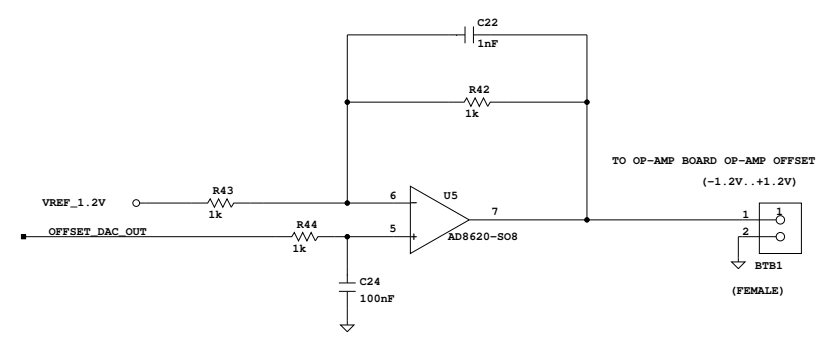 C22
1nF
R42
1k
TO OP-AMP BOARD OP-AMP OFFSET
(-1.2V..+1.2V)
R43
VREF_1.2V
1k
6
U5
7
1
1
R44
OFFSET_DAC_OUT
5
AD8620-SO8
2
1k
BTB1
C24
100nF
(FEMALE)